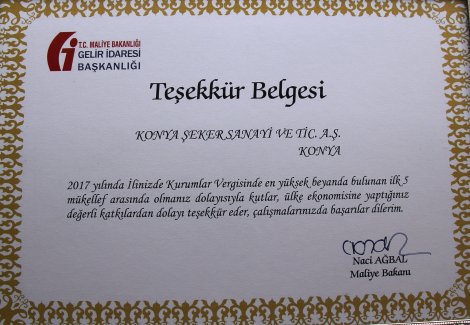 T.C. MALİYE BAKANLIĞI
GELİR İDARESİ
BAŞKANLIĞI
Teşekkür Belgesi
KONYA ŞEKER SANAYİ VE TİC. A.Ş.
KONYA
2017 yılında İlinizde Kurumlar Vergisinde en yüksek beyanda bulunan ilk 5
mükellef arasında olmanız dolayısıyla kutlar, ülke ekonomisine yaptığınız
değerli katkılardan dolayı teşekkür eder, çalışmalarınızda başarılar dilerim.
Naci AĞBAL
Maliye Bakanı